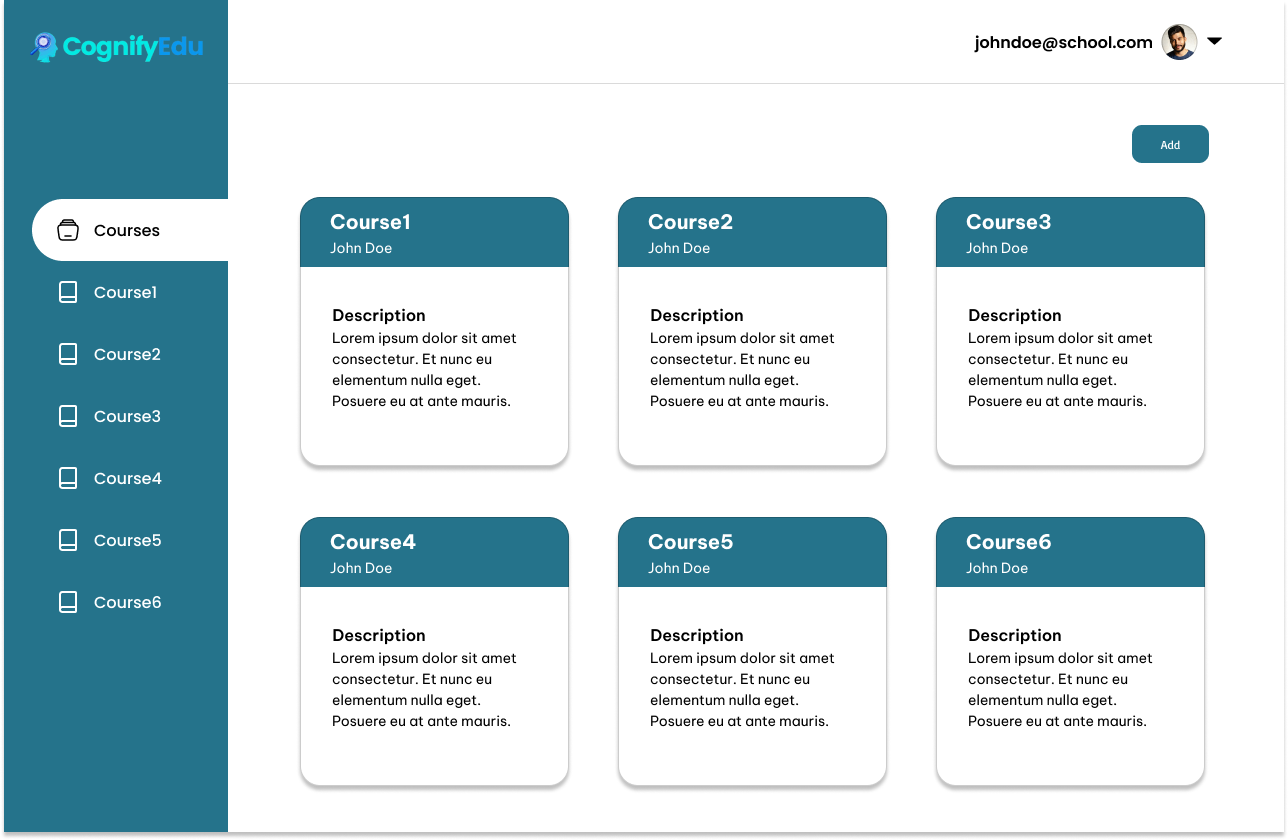 CognifyEdu
johndoe@school.com
Add
Courses
Course1
Course2
Course3
Course4
Course5
Course6
Course1
John Doe
Description
Lorem ipsum dolor sit amet
consectetur. Et nunc eu
elementum nulla eget.
Posuere eu at ante mauris.
Course2
John Doe
Description
Lorem ipsum dolor sit amet
consectetur. Et nunc eu
elementum nulla eget.
Posuere eu at ante mauris.
Course3
John Doe
Description
Lorem ipsum dolor sit amet
consectetur. Et nunc eu
elementum nulla eget.
Posuere eu at ante mauris.
Course4
John Doe
Description
Lorem ipsum dolor sit amet
consectetur. Et nunc eu
elementum nulla eget.
Posuere eu at ante mauris.
Course5
John Doe
Description
Lorem ipsum dolor sit amet
consectetur. Et nunc eu
elementum nulla eget.
Posuere eu at ante mauris.
Course6
John Doe
Description
Lorem ipsum dolor sit amet
consectetur. Et nunc eu
elementum nulla eget.
Posuere eu at ante mauris.